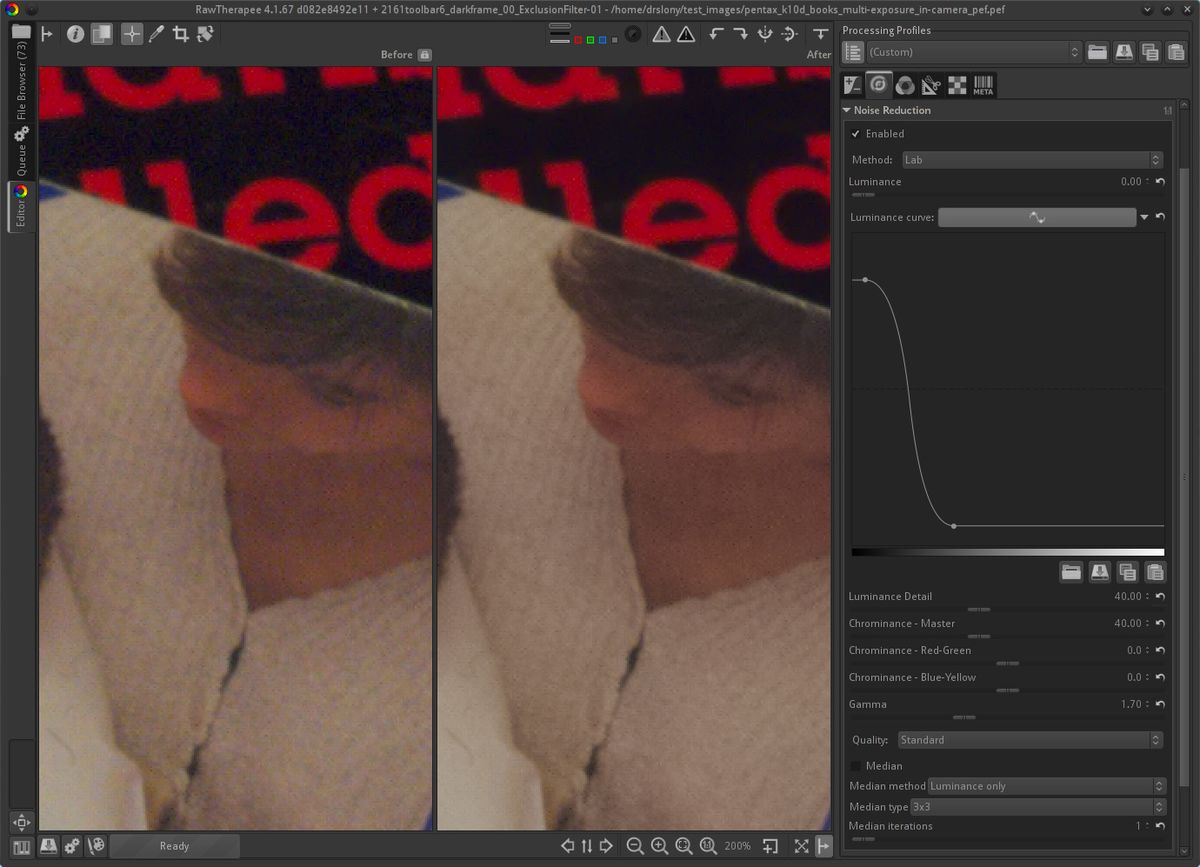 RawTherapee 4.1.67 d082e8492e11 + 2161toolbar6_darkframe_00_ExclusionFilter-01 - /home/drslony/test_images/pentax_k10d_books_multi-exposure_in-camera_pef.pef
Processing Profiles
(Custom)
Before
After
File Browser (73)
Queue
Editor
META
Noise Reduction
1:1
Enabled
Method: Lab
Luminance 0.00
Luminance curve:
Luminance Detail 40.00
Chrominance - Master 40.00
Chrominance - Red-Green 0.0
Chrominance - Blue-Yellow 0.0
Gamma 1.70
Quality: Standard
Median
Median method Luminance only
Median type 3x3
Median iterations 1
Ready
200%